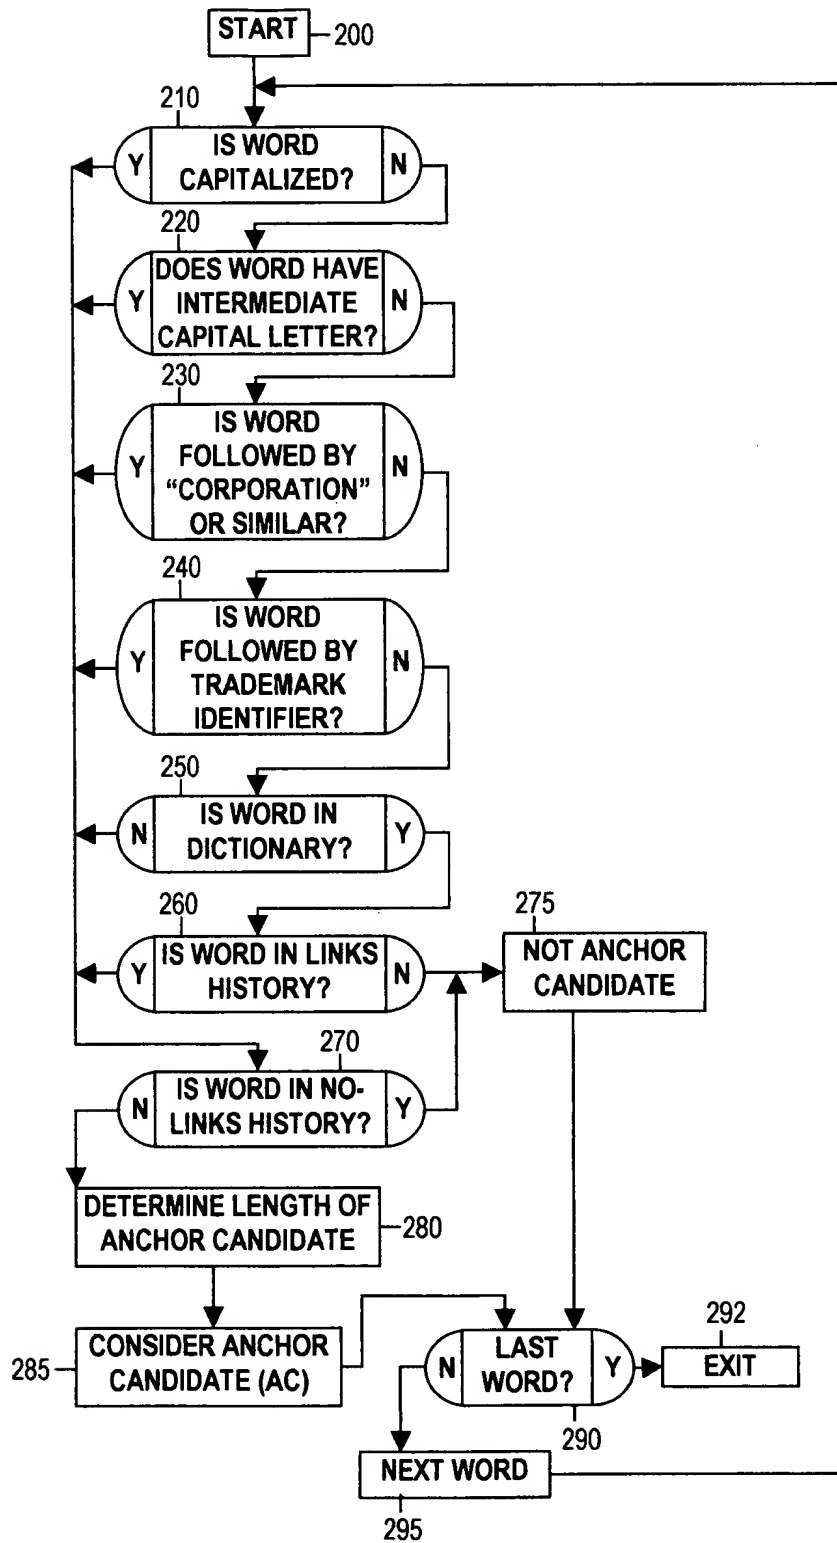 START
200
210
Y
IS WORD
CAPITALIZED?
N
220
Y
DOES WORD HAVE
INTERMEDIATE
CAPITAL LETTER?
N
230
Y
IS WORD
FOLLOWED BY
“CORPORATION”
OR SIMILAR?
N
240
Y
IS WORD
FOLLOWED BY
TRADEMARK
IDENTIFIER?
N
250
N
IS WORD IN
DICTIONARY?
Y
260
Y
IS WORD IN LINKS
HISTORY?
N
275
NOT ANCHOR
CANDIDATE
270
N
IS WORD IN NO-
LINKS HISTORY?
Y
DETERMINE LENGTH OF
ANCHOR CANDIDATE
280
285
CONSIDER ANCHOR
CANDIDATE (AC)
N
LAST
WORD?
Y
290
292
EXIT
NEXT WORD
295